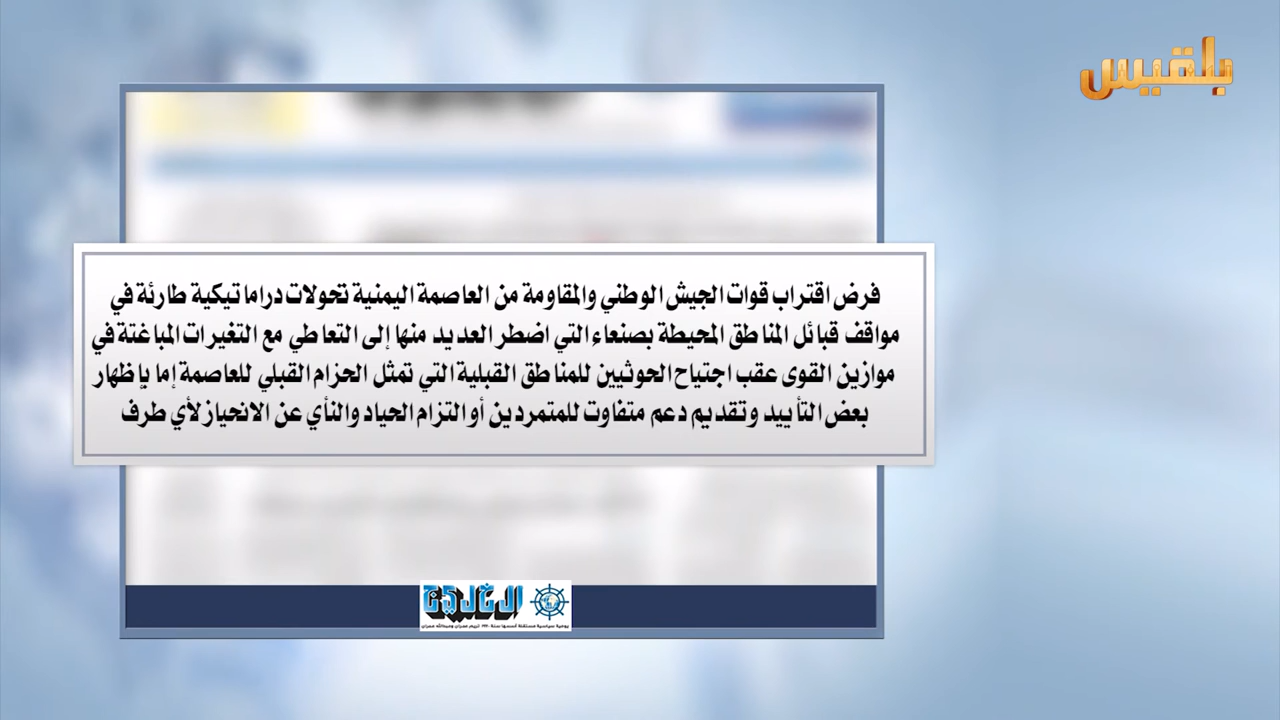 بلقيس
فرض اقتراب قوات الجيش الوطني والمقاومة من العاصمة اليمنية تحولات دراماتيكية طارئة في
مواقف قبائل المناطق المحيطة بصنعاء التي اضطر العديد منها إلى التعاطي مع التغيرات المباغتة في
موازين القوى عقب اجتياح الحوثيين للمناطق القبلية التي تمثل الحزام القبلي للعاصمة إما بإظهار
بعض التأييد وتقديم دعم متفاوت للمتمردين أو التزام الحياد والنأي عن الانحياز لأي طرف
الخليج